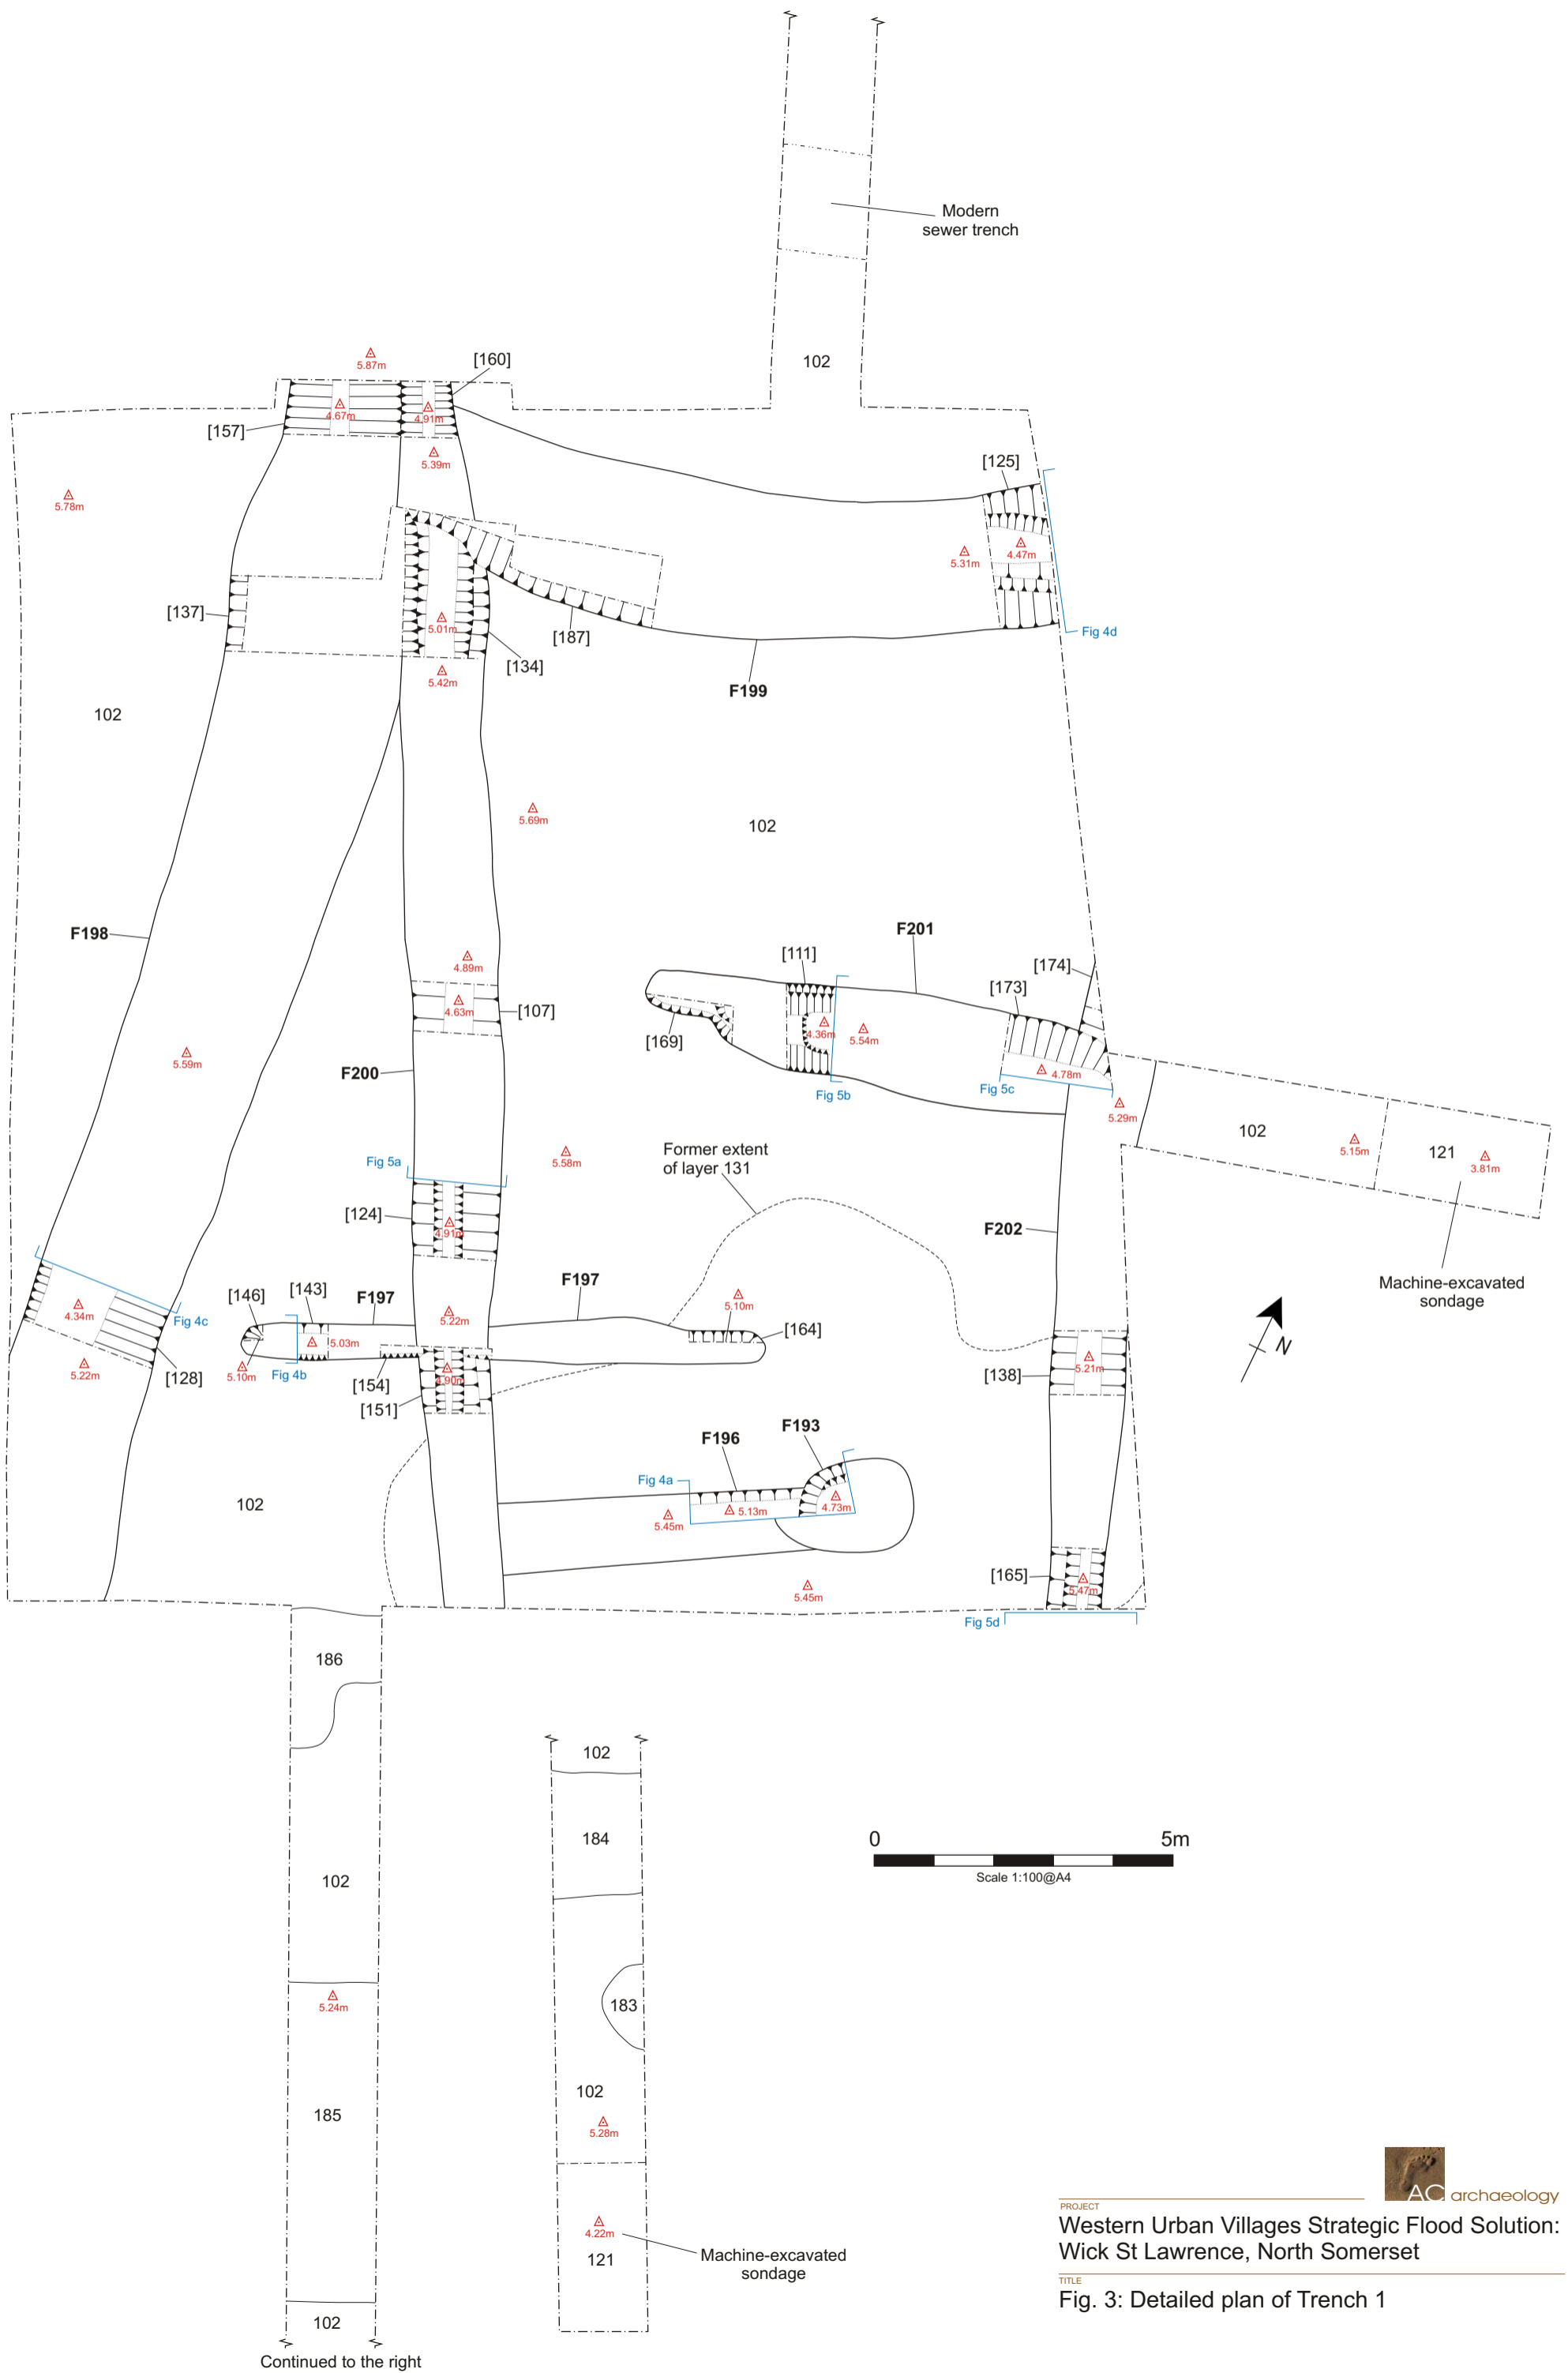 Modern
sewer trench
102
5.87m
[160]
4.67m
4.91m
[157]
5.39m
[125]
5.78m
4.47m
5.31m
[137]
5.01m
[187]
Fig 4d
[134]
5.42m
F199
102
5.69m
102
F198
F201
[111]
4.89m
[174]
[173]
4.63m
[107]
4.36m
5.54m
[169]
5.59m
F200
4.78m
Fig 5c
Fig 5b
5.29m
102
5.15m
121
3.81m
Former extent
of layer 131
Fig 5a
5.58m
[124]
4.91m
F202
Machine-excavated
sondage
F197
[146]
[143]
F197
4.34m
Fig 4c
5.22m
5.10m
[164]
5.03m
N
5.22m
[128]
5.10m
Fig 4b
[154]
4.90m
[151]
5.21m
[138]
F193
F196
Fig 4a
102
5.13m
4.73m
5.45m
[165]
5.47m
5.45m
Fig 5d
186
102
184
0 5m
Scale 1:100@A4
102
5.24m
183
102
185
5.28m
4.22m
121
Machine-excavated
sondage
102
Continued to the right
AC archaeology
PROJECT
Western Urban Villages Strategic Flood Solution:
Wick St Lawrence, North Somerset
TITLE
Fig. 3: Detailed plan of Trench 1